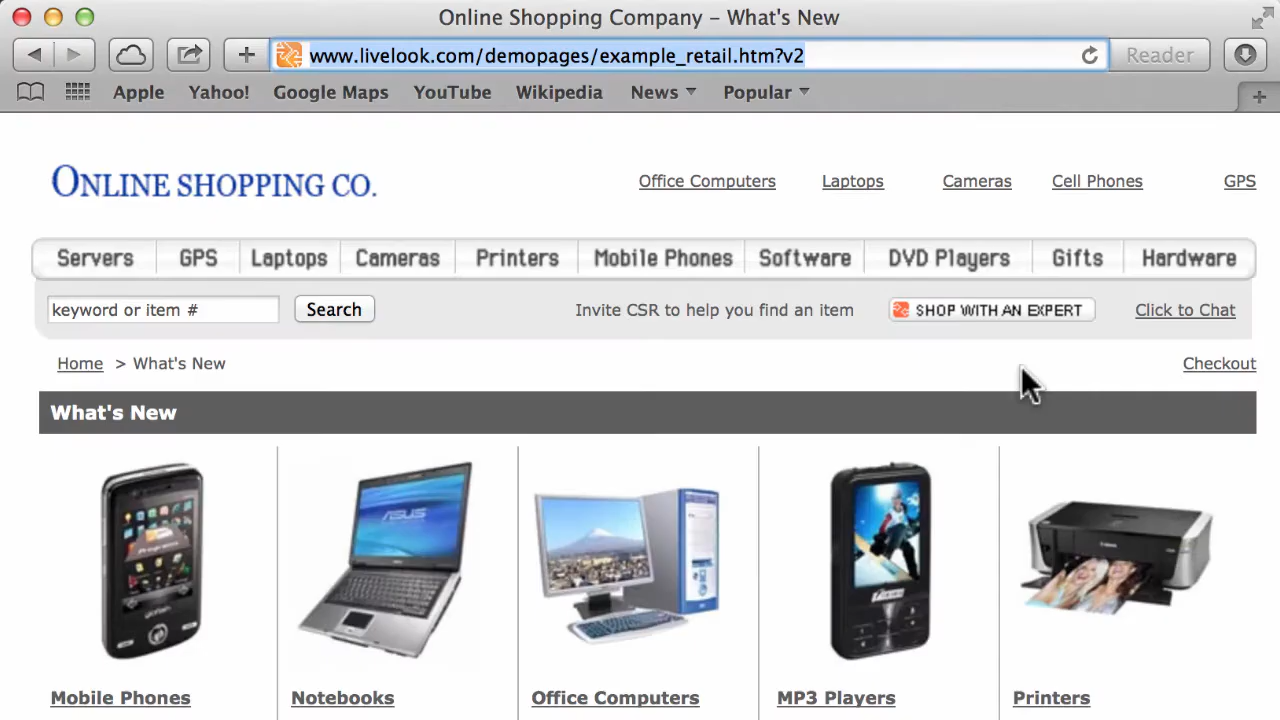 Online Shopping Company – What's New
www.livelook.com/demopages/example_retail.htm?v2
Reader
Apple Yahoo! Google Maps YouTube Wikipedia News Popular
ONLINE SHOPPING CO.
Office Computers Laptops Cameras Cell Phones GPS
Servers GPS Laptops Cameras Printers Mobile Phones Software DVD Players Gifts Hardware
keyword or item # Search Invite CSR to help you find an item SHOP WITH AN EXPERT Click to Chat
Home > What's New Checkout
What's New
ASUS
Canon
Mobile Phones Notebooks Office Computers MP3 Players Printers